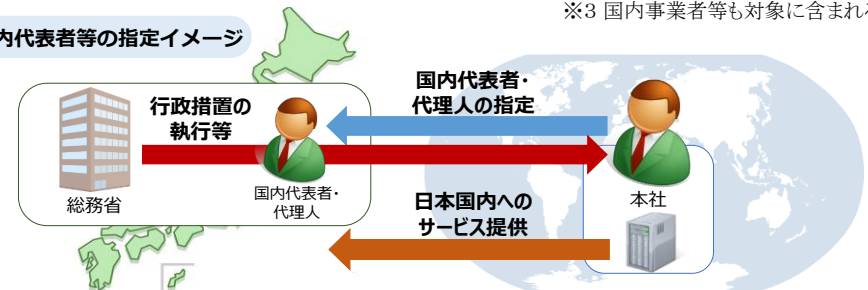 ※3 国内事業者等も対象に含まれ
内代表者等の指定イメージ
国内代表者・
代理人の指定
行政措置の
執行等
総務省
国内代表者・
代理人
本社
日本国内への
サービス提供